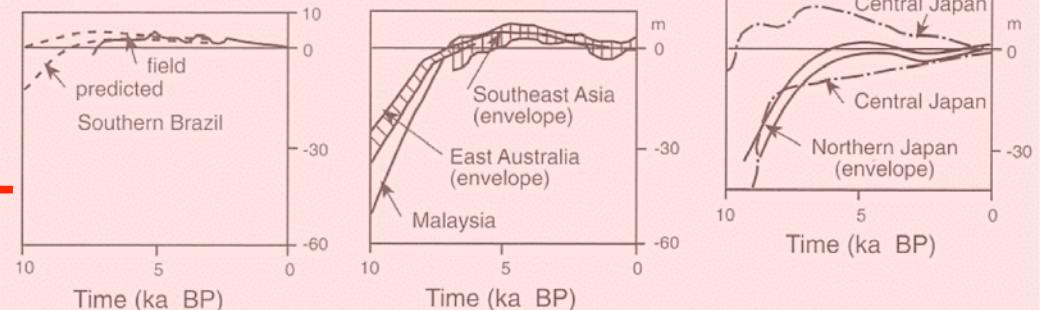 10
0
-30
-60
field
predicted
Southern Brazil
10 5 0
Time (ka BP)
m
0
-30
-60
Southeast Asia
(envelope)
East Australia
(envelope)
Malaysia
10 5 0
Time (ka BP)
Central Japan
m
0
Central Japan
Northern Japan
(envelope)
-30
10 5 0
Time (ka BP)